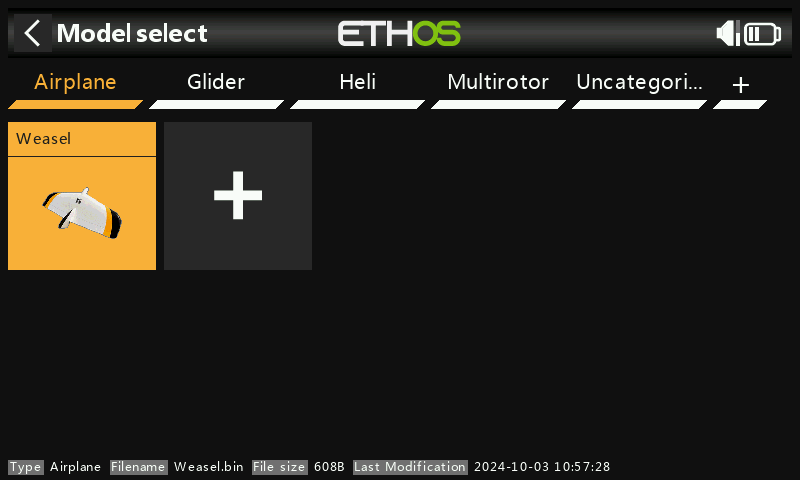 Model select ETHOS
Airplane Glider Heli Multirotor Uncategori... +
Weasel
Type Airplane Filename Weasel.bin File size 608B Last Modification 2024-10-03 10:57:28